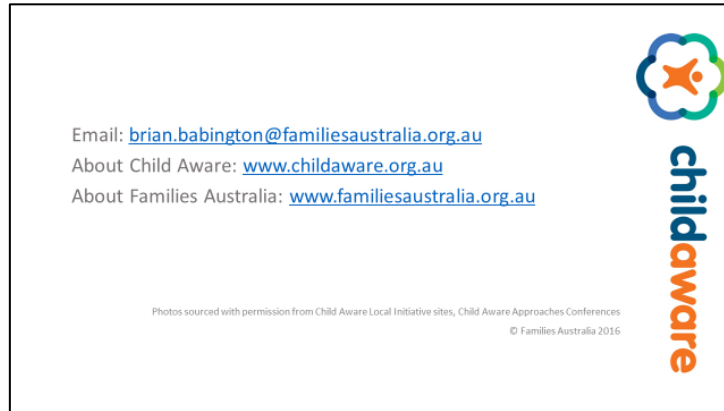 Email: brian.babington@familiesaustralia.org.au
About Child Aware: www.childaware.org.au
About Families Australia: www.familiesaustralia.org.au
Photos sourced with permission from Child Aware Local Initiative sites, Child Aware Approaches Conferences
© Families Australia 2016
childaware